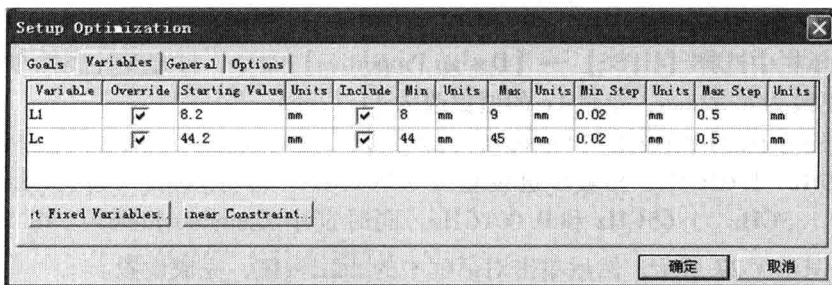 Setup Optimization
Goals Variables General Options
Variable Override Starting Value Units Include Min Units Max Units Min Step Units Max Step Units
L1 8.2 mm 8 mm 9 mm 0.02 mm 0.5 mm
Lc 44.2 mm 44 mm 45 mm 0.02 mm 0.5 mm
t Fixed Variables. inear Constraint.
确定 取消